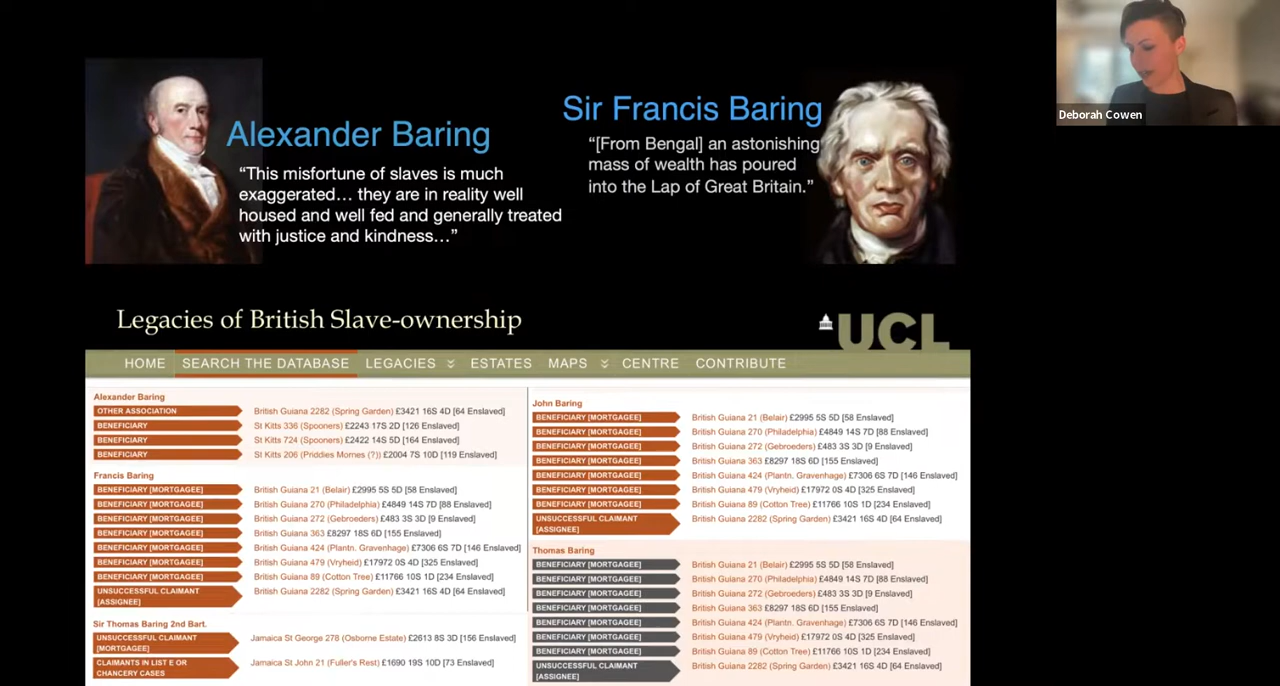 Deborah Cowen
Alexander Baring
“This misfortune of slaves is much
exaggerated… they are in reality well
housed and well fed and generally treated
with justice and kindness…”
Sir Francis Baring
“[From Bengal] an astonishing
mass of wealth has poured
into the Lap of Great Britain.”
Legacies of British Slave-ownership
UCL
HOME SEARCH THE DATABASE LEGACIES ESTATES MAPS CENTRE CONTRIBUTE
Alexander Baring
OTHER ASSOCIATION British Guiana 2282 (Spring Garden) £3421 16S 4D [64 Enslaved]
BENEFICIARY St Kitts 336 (Spooners) £2243 17S 2D [126 Enslaved]
BENEFICIARY St Kitts 724 (Spooners) £2422 14S 5D [164 Enslaved]
BENEFICIARY St Kitts 206 (Priddies Mornes (?)) £2004 7S 10D [119 Enslaved]
Francis Baring
BENEFICIARY [MORTGAGEE] British Guiana 21 (Belair) £2995 5S 5D [58 Enslaved]
BENEFICIARY [MORTGAGEE] British Guiana 270 (Philadelphia) £4849 14S 7D [88 Enslaved]
BENEFICIARY [MORTGAGEE] British Guiana 272 (Gebroeders) £483 3S 3D [9 Enslaved]
BENEFICIARY [MORTGAGEE] British Guiana 363 £8297 18S 6D [155 Enslaved]
BENEFICIARY [MORTGAGEE] British Guiana 424 (Plantn. Gravenhage) £7306 6S 7D [146 Enslaved]
BENEFICIARY [MORTGAGEE] British Guiana 479 (Vryheid) £17972 0S 4D [325 Enslaved]
BENEFICIARY [MORTGAGEE] British Guiana 89 (Cotton Tree) £11766 10S 1D [234 Enslaved]
UNSUCCESSFUL CLAIMANT British Guiana 2282 (Spring Garden) £3421 16S 4D [64 Enslaved]
[ASSIGNEE]
Sir Thomas Baring 2nd Bart.
UNSUCCESSFUL CLAIMANT Jamaica St George 278 (Osborne Estate) £2613 8S 3D [156 Enslaved]
[MORTGAGEE]
CLAIMANTS IN LIST E OR Jamaica St John 21 (Fuller's Rest) £1690 19S 10D [73 Enslaved]
CHANCERY CASES
John Baring
BENEFICIARY [MORTGAGEE] British Guiana 21 (Belair) £2995 5S 5D [58 Enslaved]
BENEFICIARY [MORTGAGEE] British Guiana 270 (Philadelphia) £4849 14S 7D [88 Enslaved]
BENEFICIARY [MORTGAGEE] British Guiana 272 (Gebroeders) £483 3S 3D [9 Enslaved]
BENEFICIARY [MORTGAGEE] British Guiana 363 £8297 18S 6D [155 Enslaved]
BENEFICIARY [MORTGAGEE] British Guiana 424 (Plantn. Gravenhage) £7306 6S 7D [146 Enslaved]
BENEFICIARY [MORTGAGEE] British Guiana 479 (Vryheid) £17972 0S 4D [325 Enslaved]
BENEFICIARY [MORTGAGEE] British Guiana 89 (Cotton Tree) £11766 10S 1D [234 Enslaved]
UNSUCCESSFUL CLAIMANT British Guiana 2282 (Spring Garden) £3421 16S 4D [64 Enslaved]
[ASSIGNEE]
Thomas Baring
BENEFICIARY [MORTGAGEE] British Guiana 21 (Belair) £2995 5S 5D [58 Enslaved]
BENEFICIARY [MORTGAGEE] British Guiana 270 (Philadelphia) £4849 14S 7D [88 Enslaved]
BENEFICIARY [MORTGAGEE] British Guiana 272 (Gebroeders) £483 3S 3D [9 Enslaved]
BENEFICIARY [MORTGAGEE] British Guiana 363 £8297 18S 6D [155 Enslaved]
BENEFICIARY [MORTGAGEE] British Guiana 424 (Plantn. Gravenhage) £7306 6S 7D [146 Enslaved]
BENEFICIARY [MORTGAGEE] British Guiana 479 (Vryheid) £17972 0S 4D [325 Enslaved]
BENEFICIARY [MORTGAGEE] British Guiana 89 (Cotton Tree) £11766 10S 1D [234 Enslaved]
UNSUCCESSFUL CLAIMANT British Guiana 2282 (Spring Garden) £3421 16S 4D [64 Enslaved]
[ASSIGNEE]